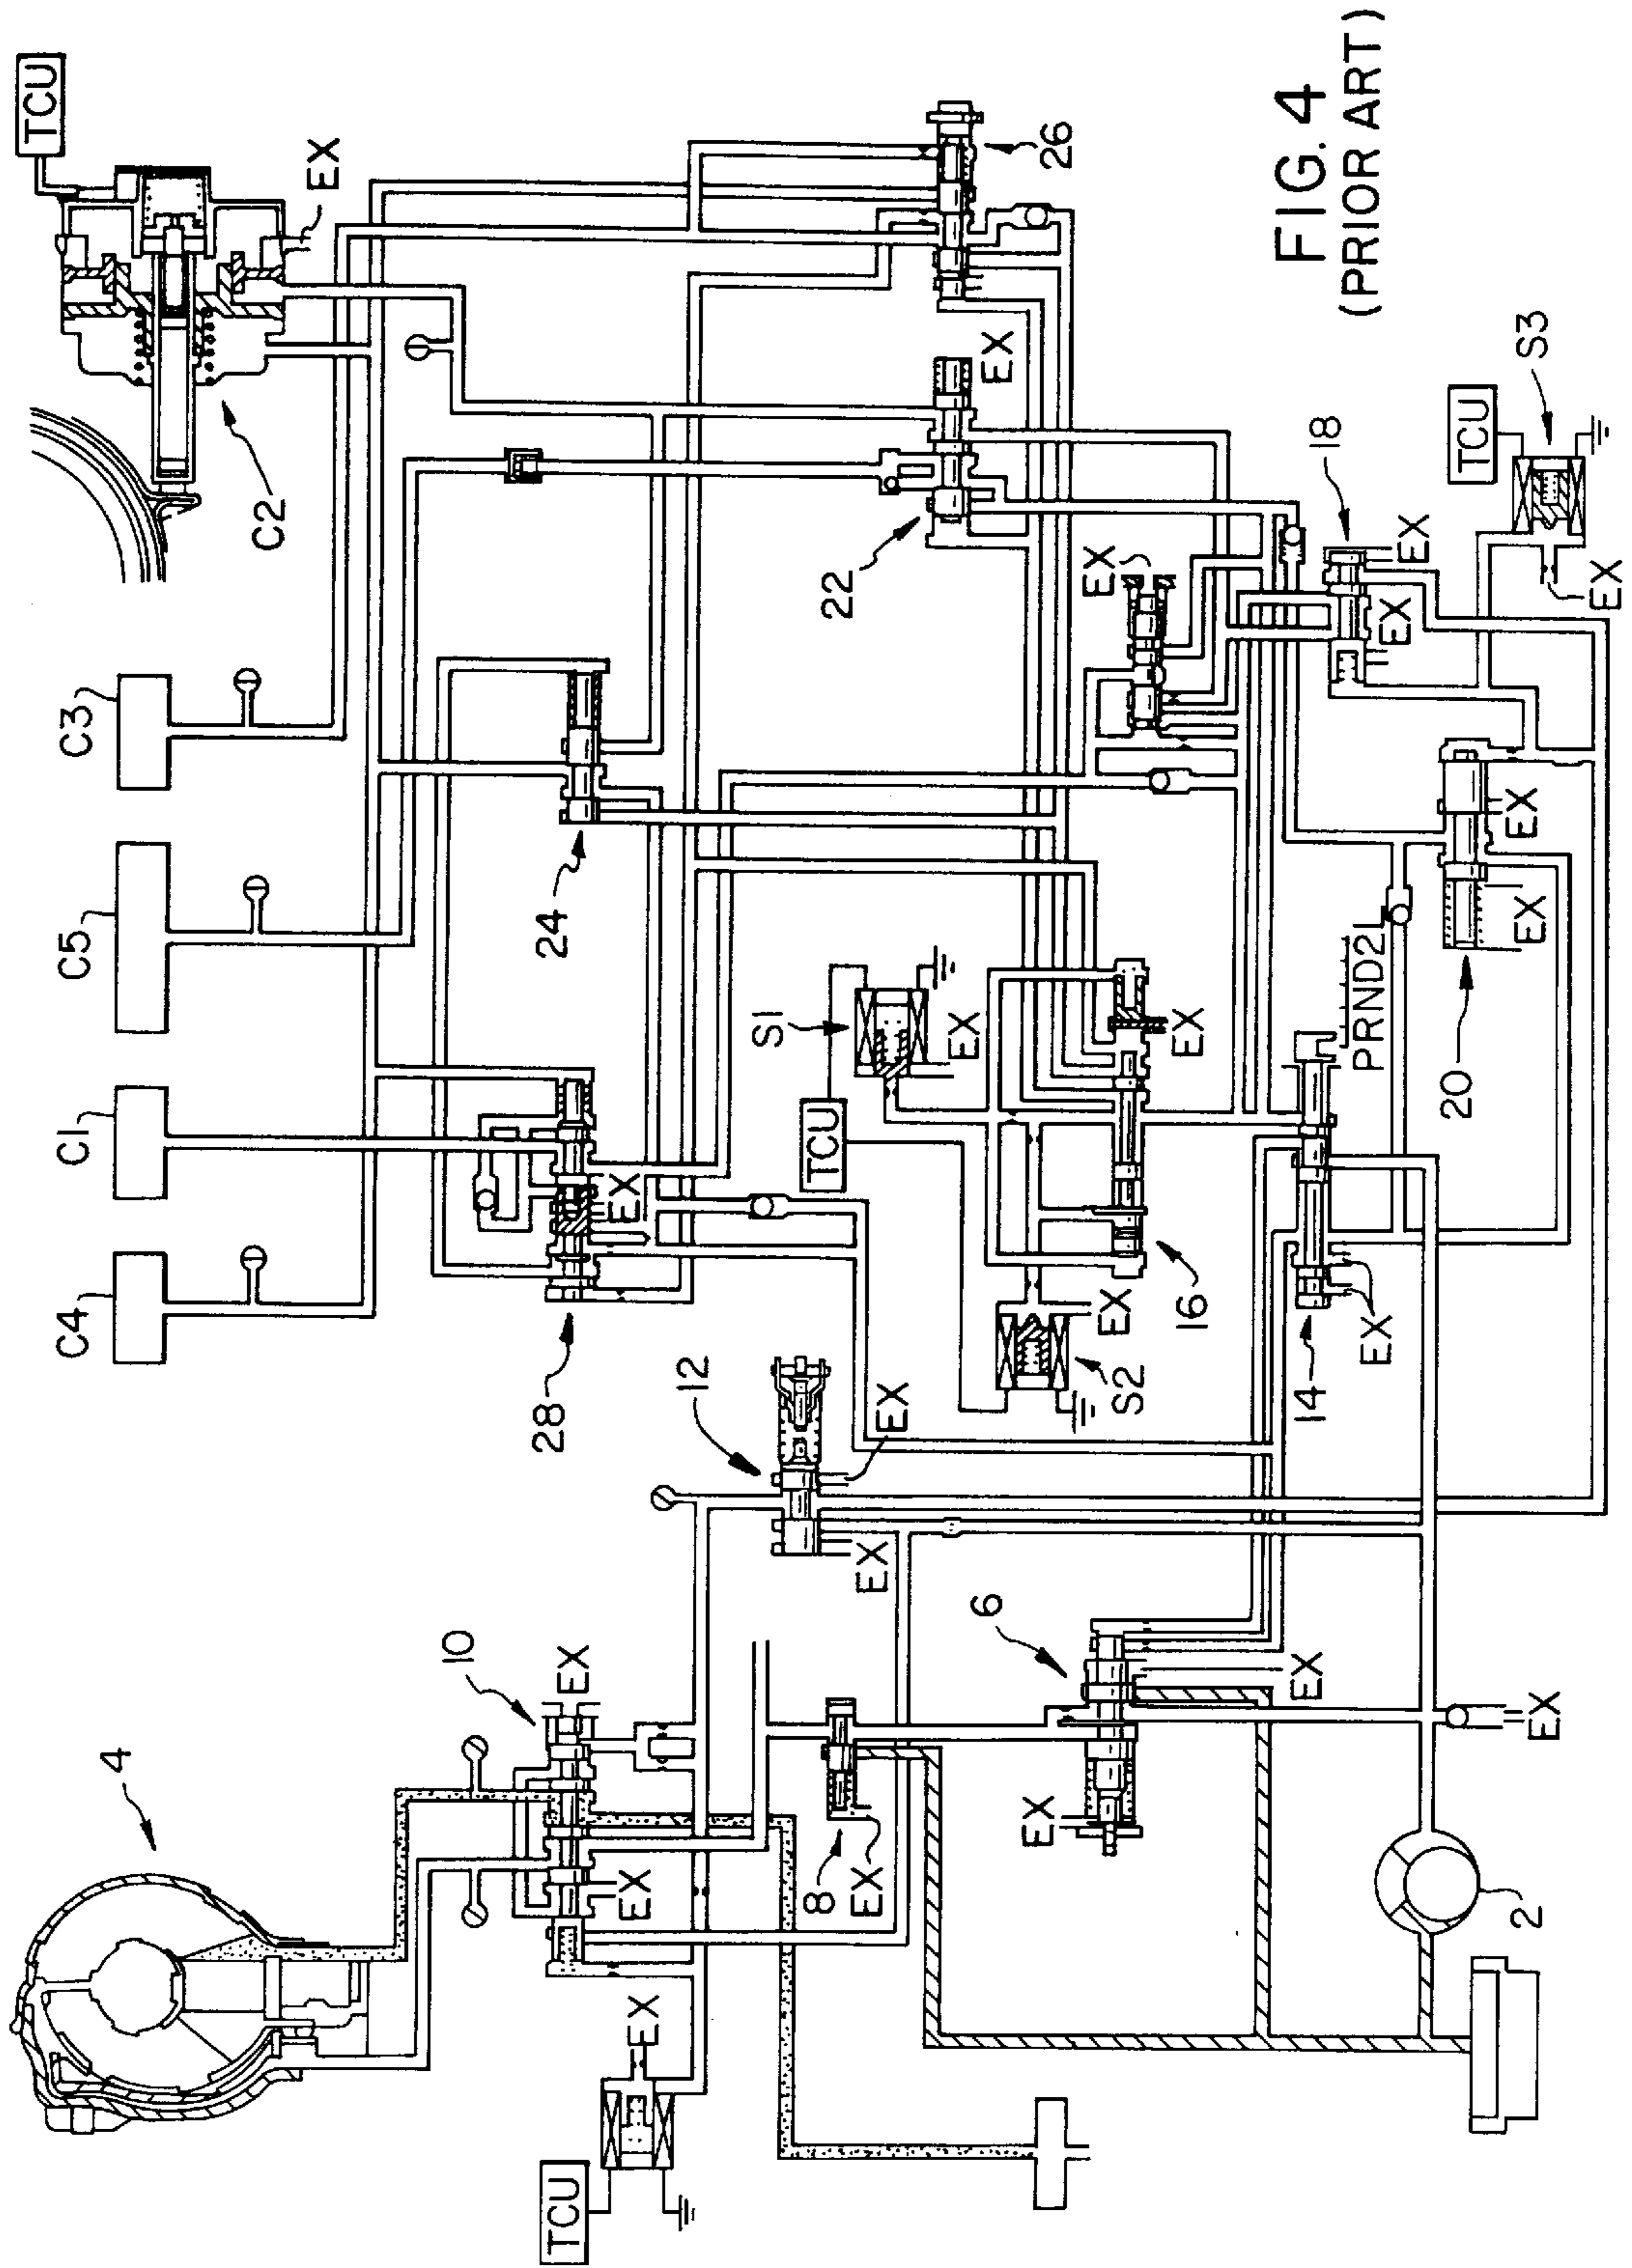 TCU
4
C4
C1
C5
C3
C2
EX
10
EX
28
24
TCU
EX
EX
EX
12
S1
TCU
8
22
EX
EX
EX
EX
6
EX
EX
26
EX
EX
S2
EX
16
FIG. 4
(PRIOR ART)
EX
14
18
EX
PRND2L
EX
EX
20
TCU
EX
EX
2
S3
EX
EX